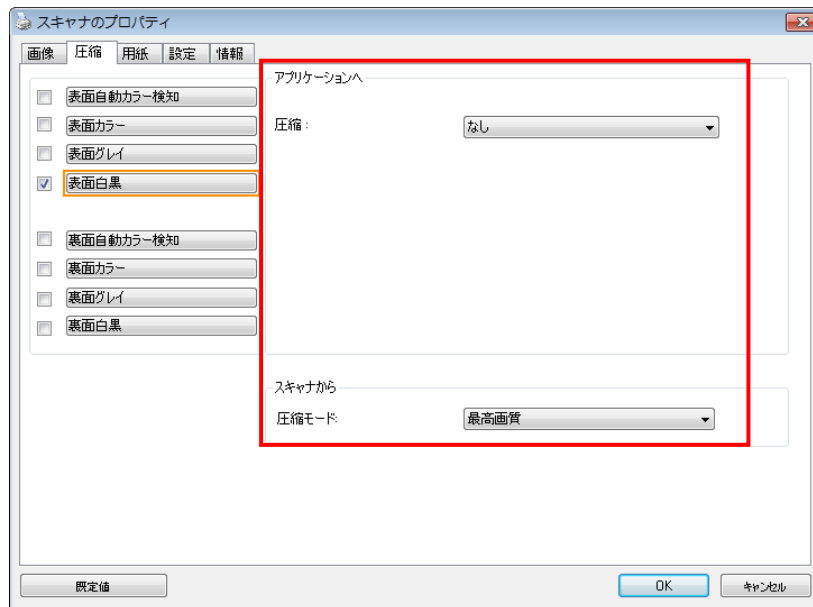 スキャナのプロパティ
画像 圧縮 用紙 設定 情報
表面自動カラー検知
表面カラー
表面グレイ
表面白黒
裏面自動カラー検知
裏面カラー
裏面グレイ
裏面白黒
アプリケーションへ
圧縮： なし
スキャナから
圧縮モード: 最高画質
既定値 OK キャンセル